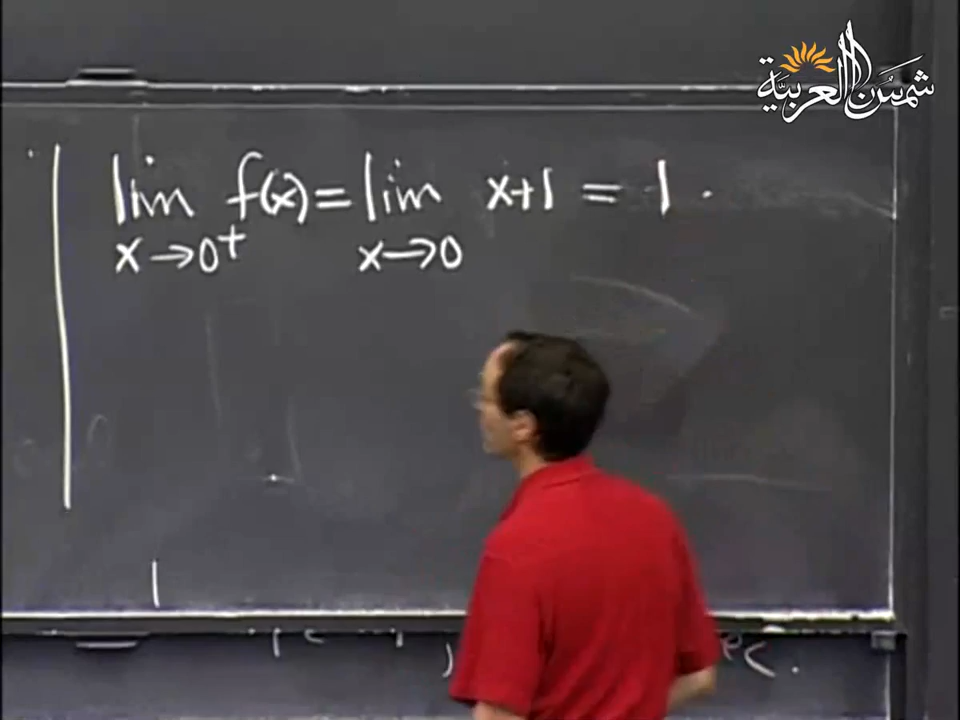 شمس العربية
lim f(x) = lim x+1 = 1.
x→0+ x→0